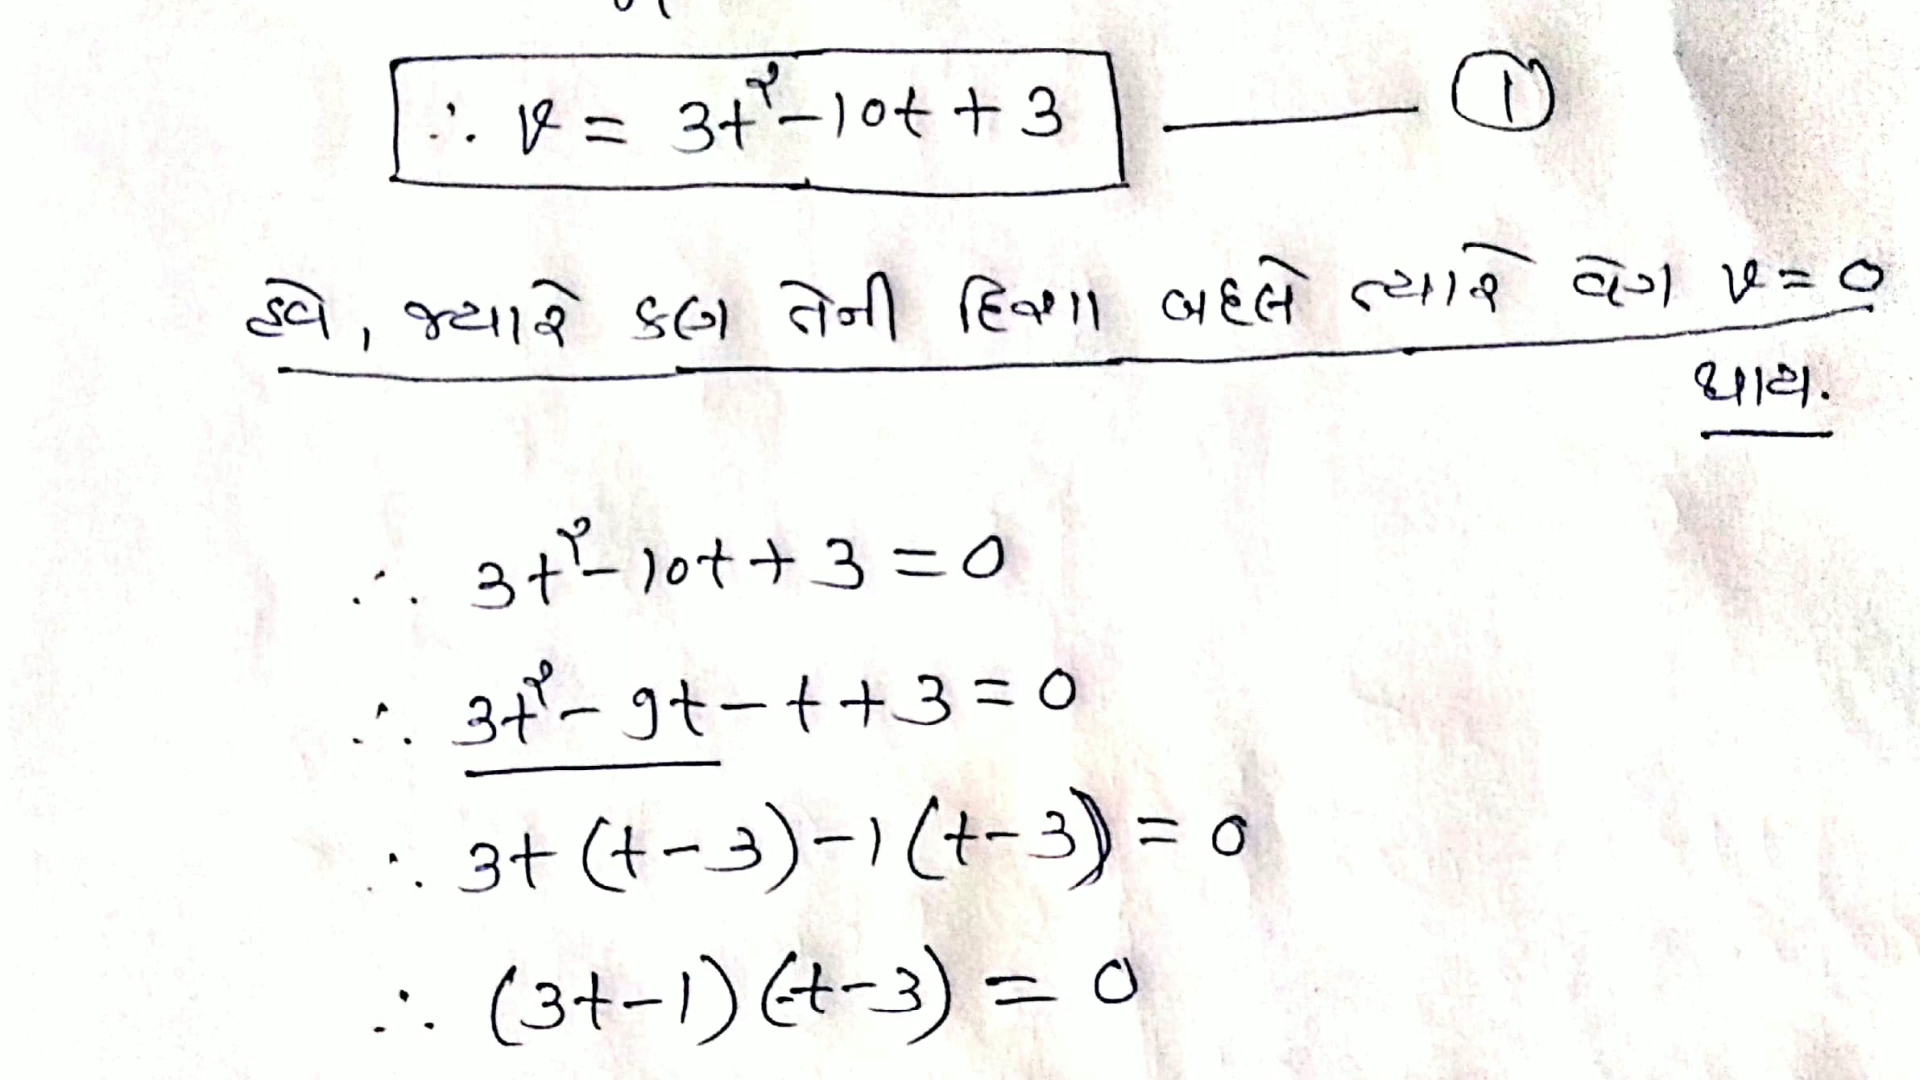 ∴ v = 3t² - 10t + 3 ——— ①
હવે, જ્યારે કણ તેની દિશા બદલે ત્યારે વેગ v = 0
થાય.
∴ 3t² - 10t + 3 = 0
∴ 3t² - 9t - t + 3 = 0
∴ 3t (t - 3) - 1 (t - 3) = 0
∴ (3t - 1) (t - 3) = 0